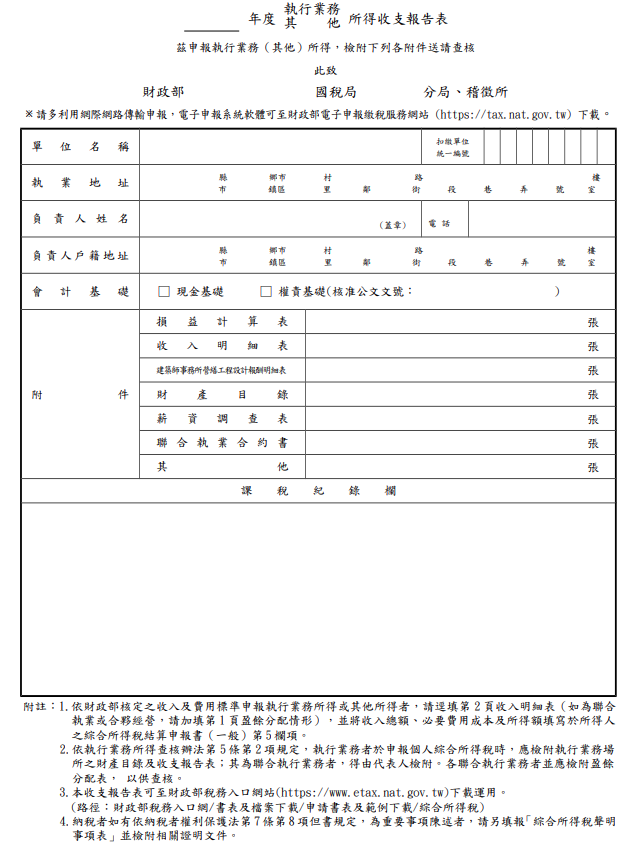 年度 執行業務
其他 所得收支報告表
茲申報執行業務（其他）所得，檢附下列各附件送請查核
此致
財政部 國稅局 分局、稽徵所
※請多利用網際網路傳輸申報，電子申報系統軟體可至財政部電子申報繳稅服務網站（https://tax.nat.gov.tw）下載。
單位名稱 扣繳單位
統一編號
執業地址 縣 鄉市 村 路 樓
市 鎮區 里 鄰 街 段 巷 弄 號 室
負責人姓名 （蓋章） 電話
負責人戶籍地址 縣 鄉市 村 路 樓
市 鎮區 里 鄰 街 段 巷 弄 號 室
會計基礎 □ 現金基礎 □ 權責基礎(核准公文文號： )
附件
損益計算表 張
收入明細表 張
建築師事務所營繕工程設計報酬明細表 張
財產目錄 張
薪資調查表 張
聯合執業合約書 張
其他 張
課稅紀錄欄
附註：1.依財政部核定之收入及費用標準申報執行業務所得或其他所得者，請逕填第2頁收入明細表（如為聯合
執業或合夥經營，請加填第1頁盈餘分配情形），並將收入總額、必要費用成本及所得額填寫於所得人
之綜合所得稅結算申報書（一般）第5欄項。
2.依執行業務所得查核辦法第5條第2項規定，執行業務者於申報個人綜合所得稅時，應檢附執行業務場
所之財產目錄及收支報告表；其為聯合執行業務者，得由代表人檢附。各聯合執行業務者並應檢附盈餘
分配表， 以供查核。
3.本收支報告表可至財政部稅務入口網站(https://www.etax.nat.gov.tw)下載運用。
(路徑：財政部稅務入口網/書表及檔案下載/申請書表及範例下載/綜合所得稅)
4.納稅者如有依納稅者權利保護法第7條第8項但書規定，為重要事項陳述者，請另填報「綜合所得稅聲明
事項表」並檢附相關證明文件。